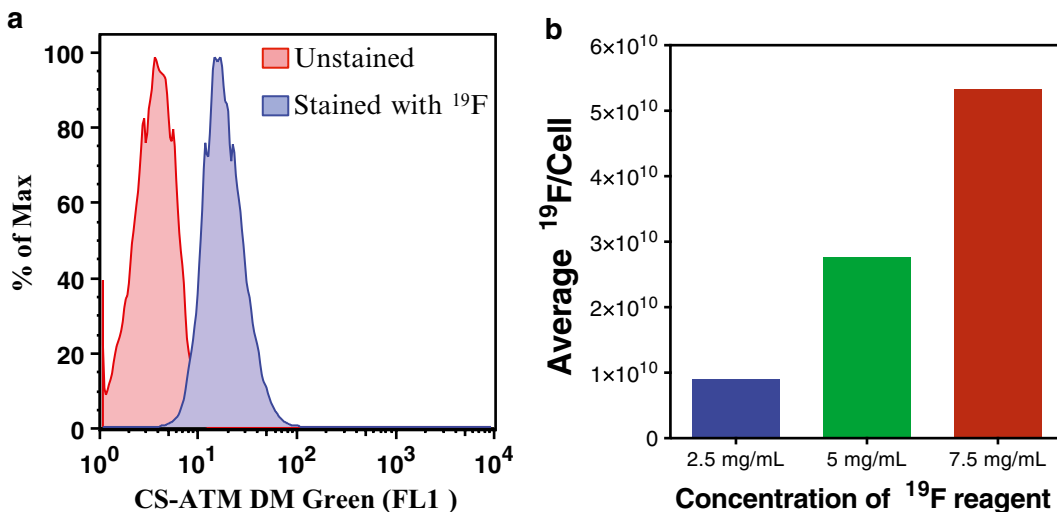 a
100
80
60
40
20
0
% of Max
Unstained
Stained with ¹⁹F
10⁰ 10¹ 10² 10³ 10⁴
CS-ATM DM Green (FL1 )
b
6×10¹⁰
5×10¹⁰
4×10¹⁰
3×10¹⁰
2×10¹⁰
1×10¹⁰
0
Average ¹⁹F/Cell
2.5 mg/mL 5 mg/mL 7.5 mg/mL
Concentration of ¹⁹F reagent